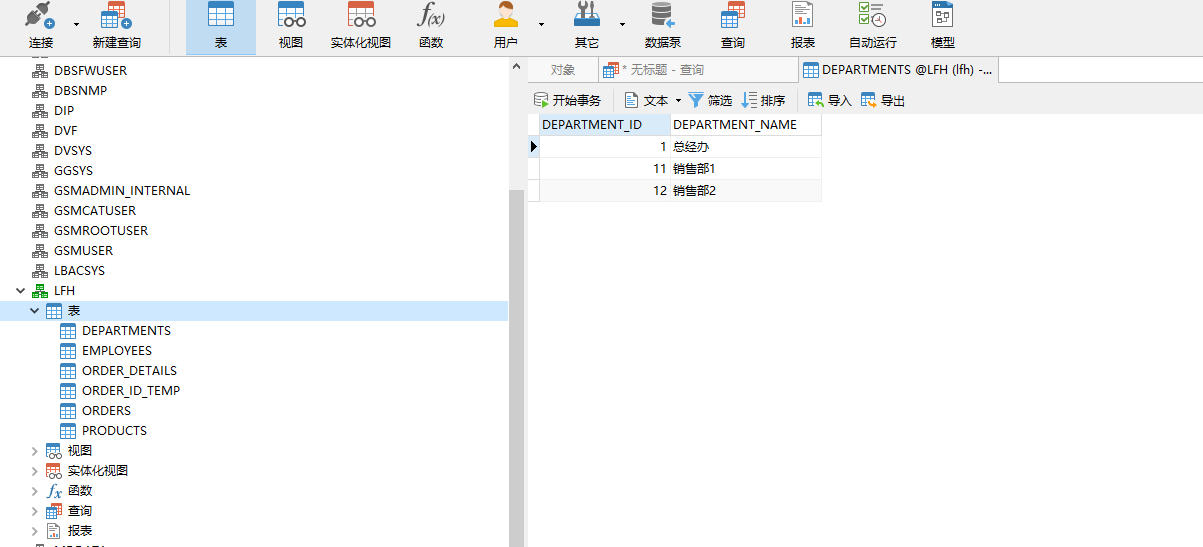 连接
新建查询
表
视图
实体化视图
函数
用户
其它
数据泵
查询
报表
自动运行
模型
DBSFWUSER
DBSNMP
DIP
DVF
DVSYS
GGSYS
GSMADMIN_INTERNAL
GSMCATUSER
GSMROOTUSER
GSMUSER
LBACSYS
LFH
表
DEPARTMENTS
EMPLOYEES
ORDER_DETAILS
ORDER_ID_TEMP
ORDERS
PRODUCTS
视图
实体化视图
函数
查询
报表
对象
* 无标题 - 查询
DEPARTMENTS @LFH (lfh) -...
开始事务
文本
筛选
排序
导入
导出
DEPARTMENT_ID DEPARTMENT_NAME
1 总经办
11 销售部1
12 销售部2